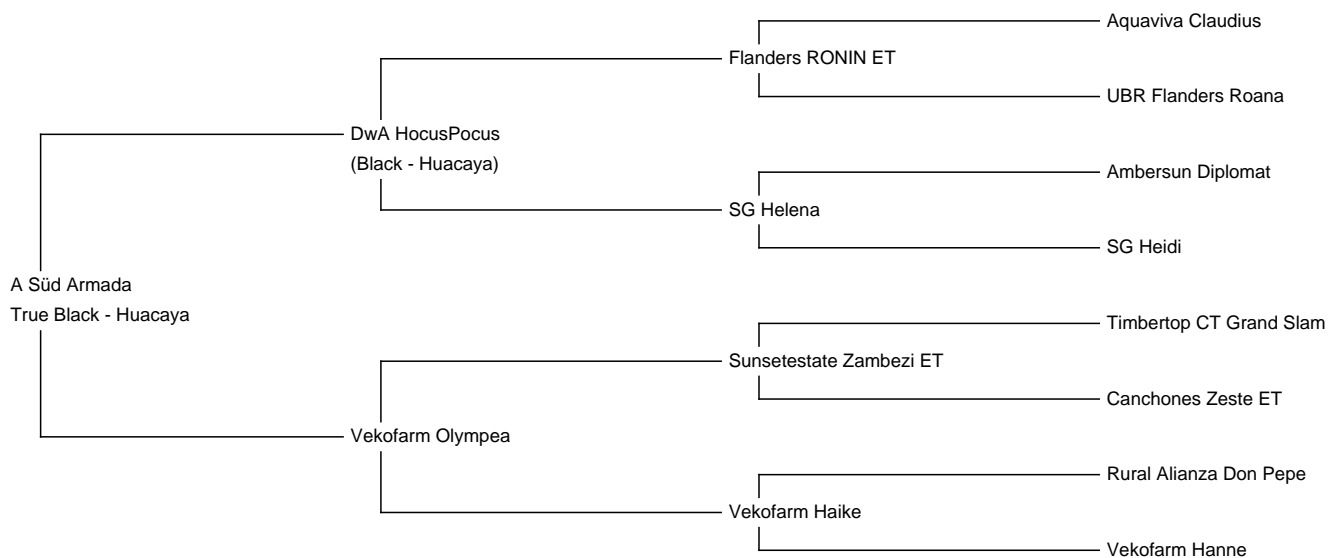 Aquaviva Claudius
Flanders RONIN ET
UBR Flanders Roana
DwA HocusPocus
(Black - Huacaya)
Ambersun Diplomat
SG Helena
SG Heidi
A Süd Armada
True Black - Huacaya
Timbertop CT Grand Slam
Sunsetestate Zambezi ET
Canchones Zeste ET
Vekofarm Olympea
Rural Alianza Don Pepe
Vekofarm Haike
Vekofarm Hanne